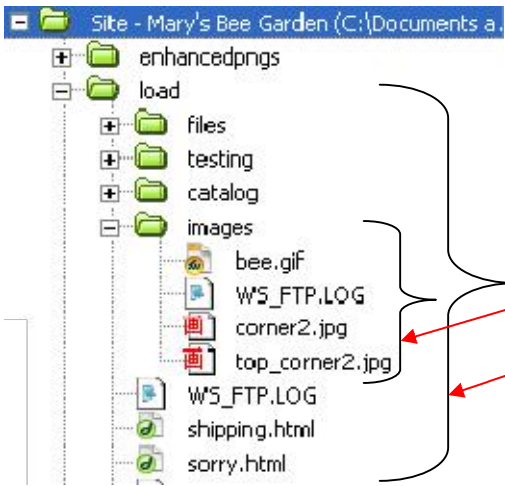 Site - Mary's Bee Garden (C:\Documents a.
enhancedpngs
load
files
testing
catalog
images
bee.gif
WS_FTP.LOG
corner2.jpg
top_corner2.jpg
WS_FTP.LOG
shipping.html
sorry.html